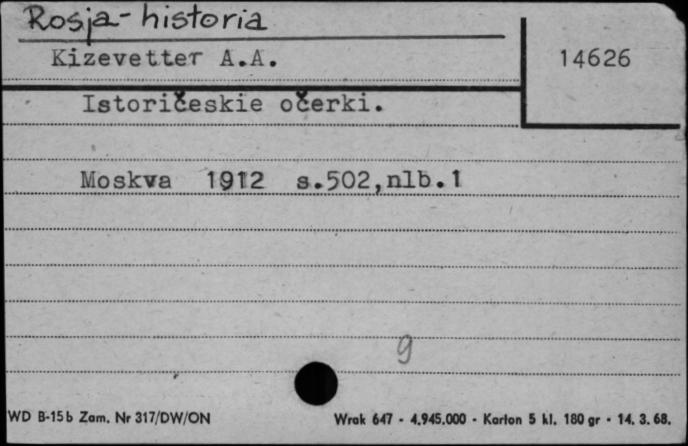 Rosja-historia
Kizevetter A.A.
14626
Istoričeskie očerki.
Moskva 1912 s.502,nlb.1
9
WD B-15b Zam. Nr 317/DW/ON
Wrak 647 - 4.945.000 - Karton 5 kl. 180 gr - 14. 3. 68.